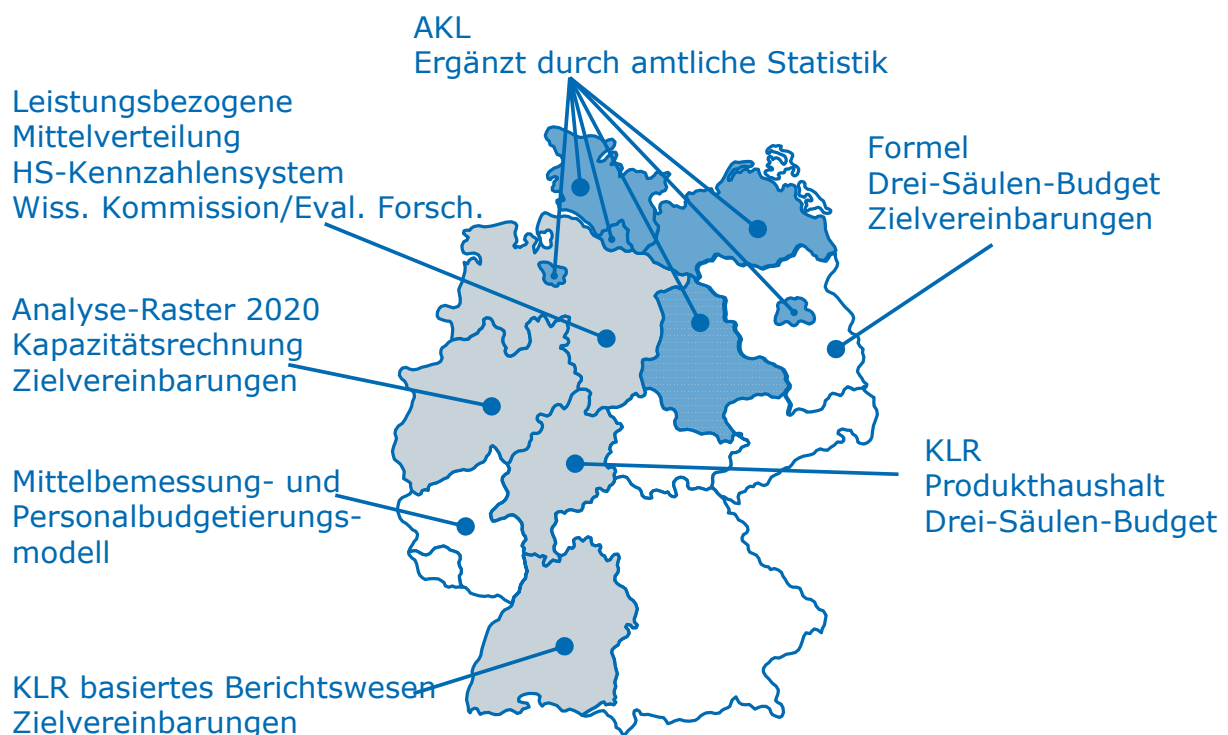 AKL
Ergänzt durch amtliche Statistik
Leistungsbezogene
Mittelverteilung
HS-Kennzahlensystem
Wiss. Kommission/Eval. Forsch.
Formel
Drei-Säulen-Budget
Zielvereinbarungen
Analyse-Raster 2020
Kapazitätsrechnung
Zielvereinbarungen
KLR
Produkthaushalt
Drei-Säulen-Budget
Mittelbemessung- und
Personalbudgetierungs-
modell
KLR basiertes Berichtswesen
Zielvereinbarungen